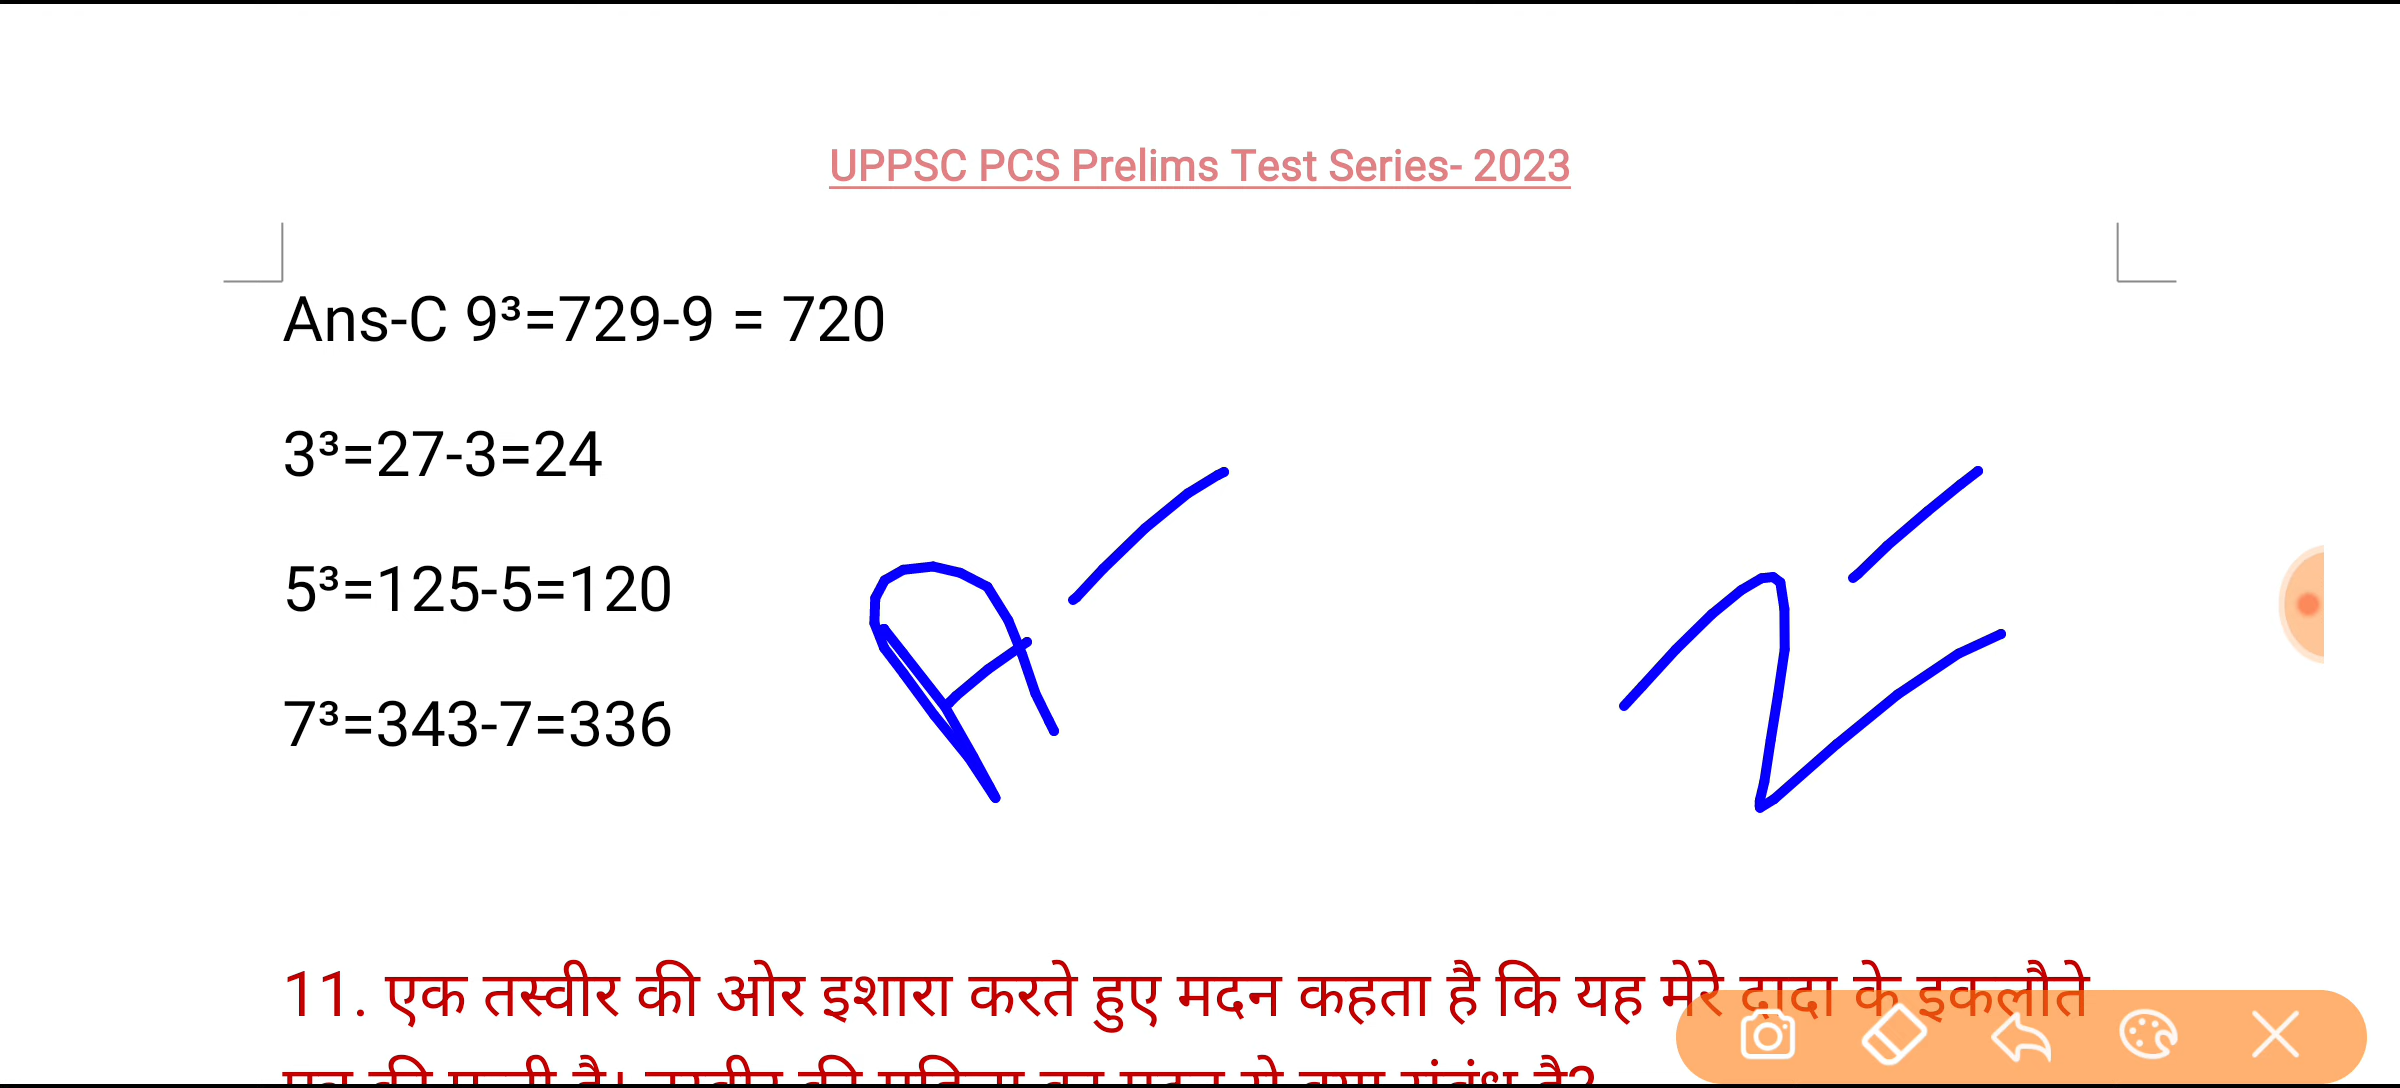 UPPSC PCS Prelims Test Series- 2023
Ans-C 9³=729-9 = 720
3³=27-3=24
5³=125-5=120
7³=343-7=336
11. एक तस्वीर की ओर इशारा करते हुए मदन कहता है कि यह मेरे दादा के इकलौते